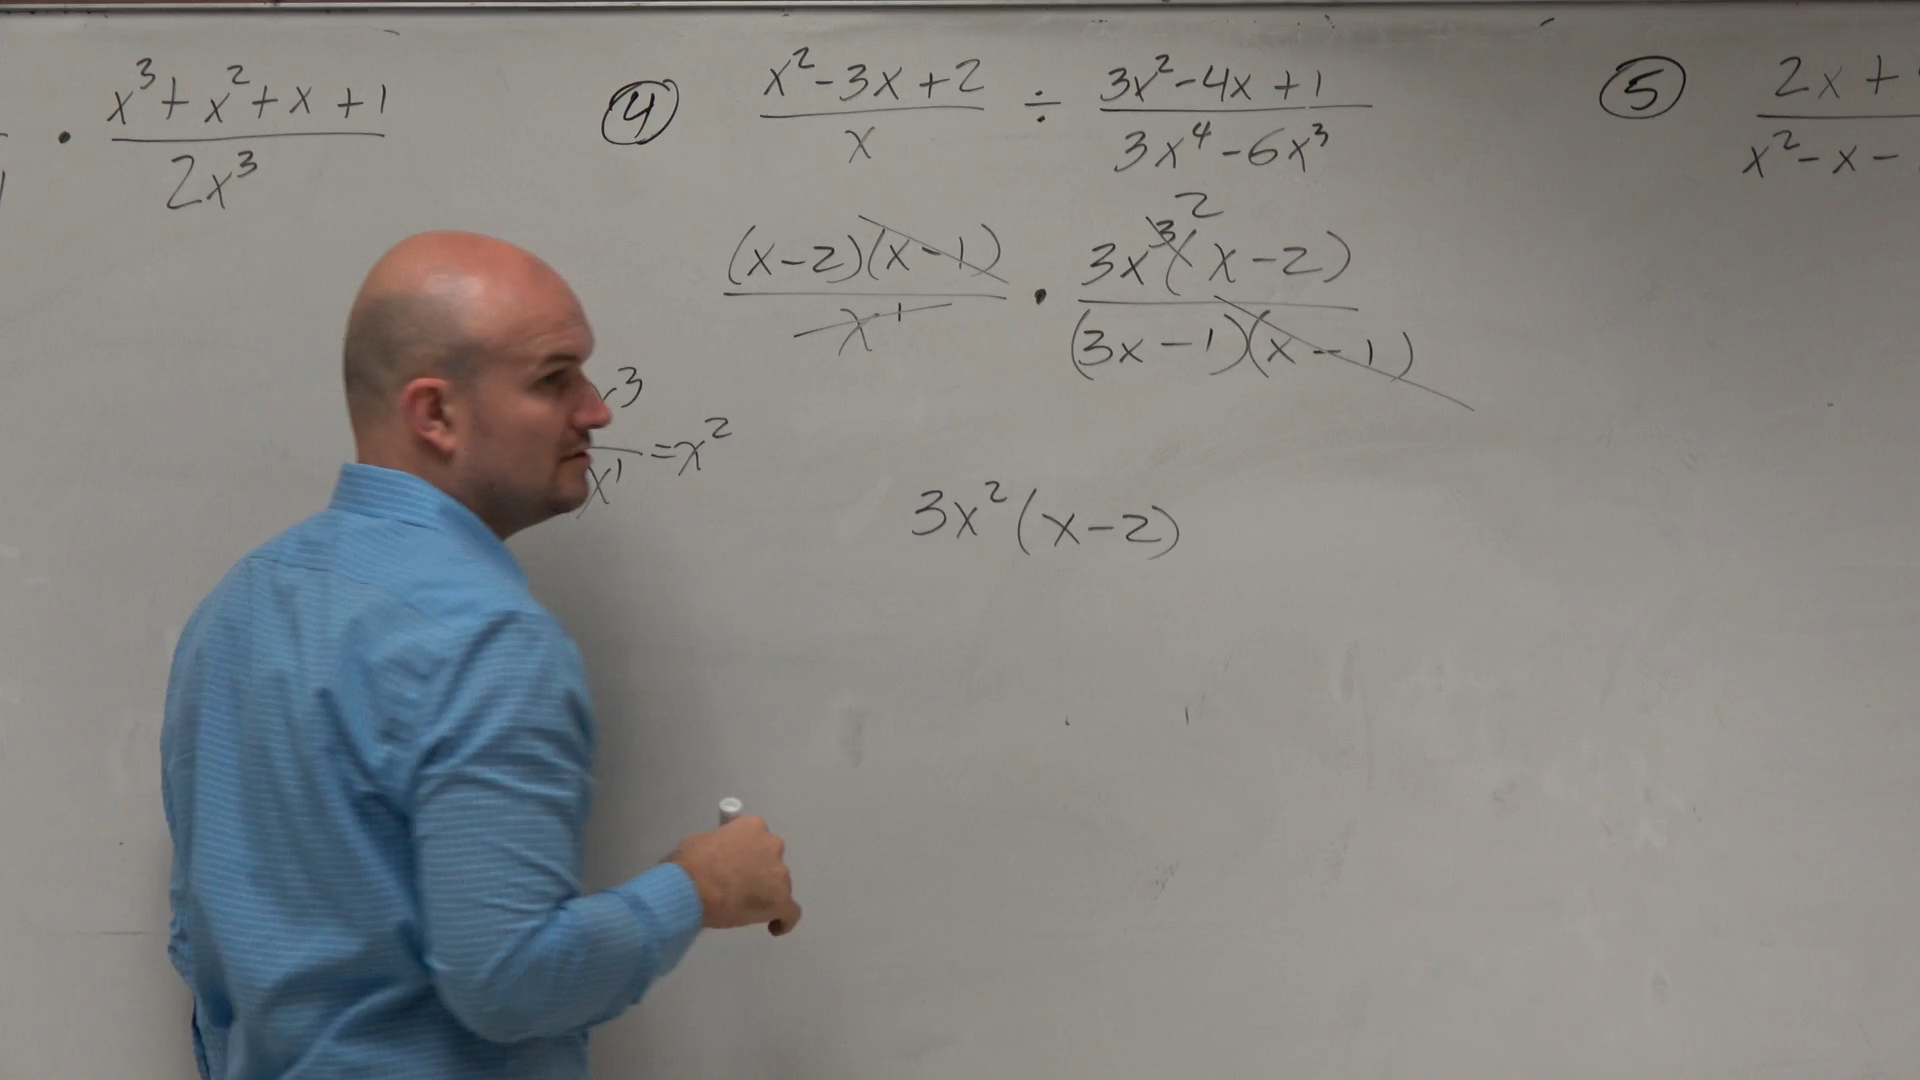 • x³ + x² + x + 1 / 2x³
④ x² - 3x + 2 / x ÷ 3x² - 4x + 1 / 3x⁴ - 6x³
(x-2)(x-1) / x¹ • 3x³ ² (x-2) / (3x-1)(x-1)
x³ / x¹ = x²
3x²(x-2)
⑤ 2x + / x² - x -